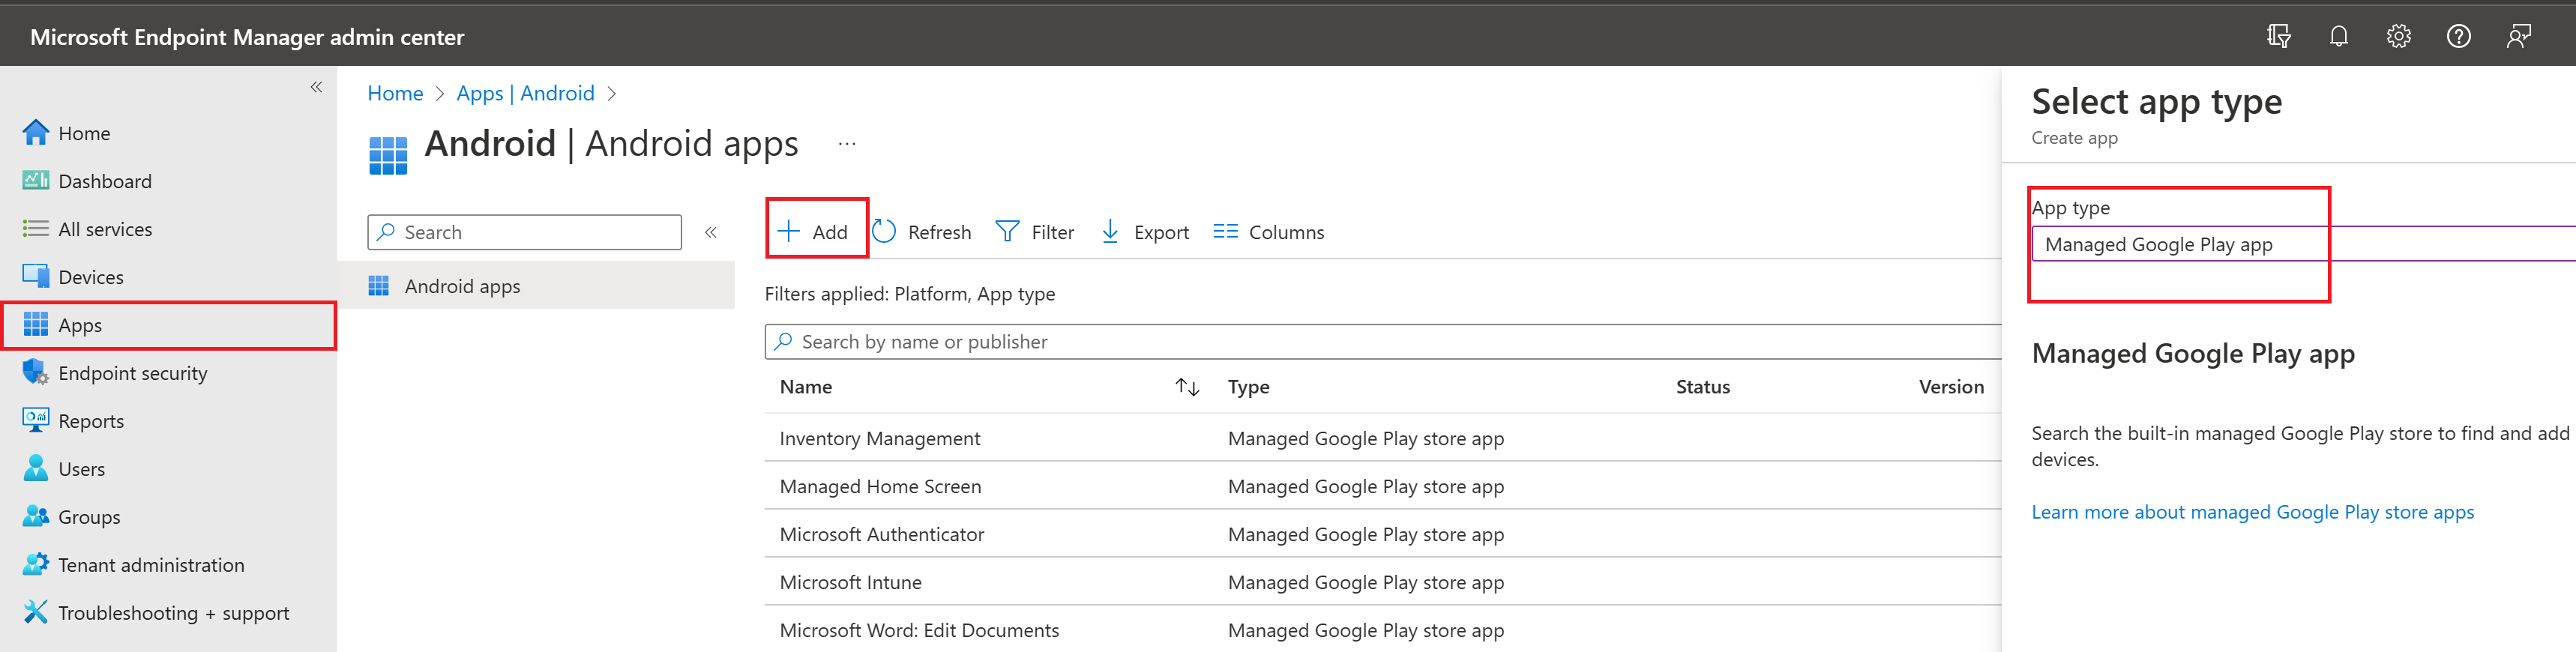 Microsoft Endpoint Manager admin center
Home
Dashboard
All services
Devices
Apps
Endpoint security
Reports
Users
Groups
Tenant administration
Troubleshooting + support
Home > Apps | Android >
Android | Android apps ...
Search
Android apps
Add Refresh Filter Export Columns
Filters applied: Platform, App type
Search by name or publisher
Name Type Status Version
Inventory Management Managed Google Play store app
Managed Home Screen Managed Google Play store app
Microsoft Authenticator Managed Google Play store app
Microsoft Intune Managed Google Play store app
Microsoft Word: Edit Documents Managed Google Play store app
Select app type
Create app
App type
Managed Google Play app
Managed Google Play app
Search the built-in managed Google Play store to find and add
devices.
Learn more about managed Google Play store apps